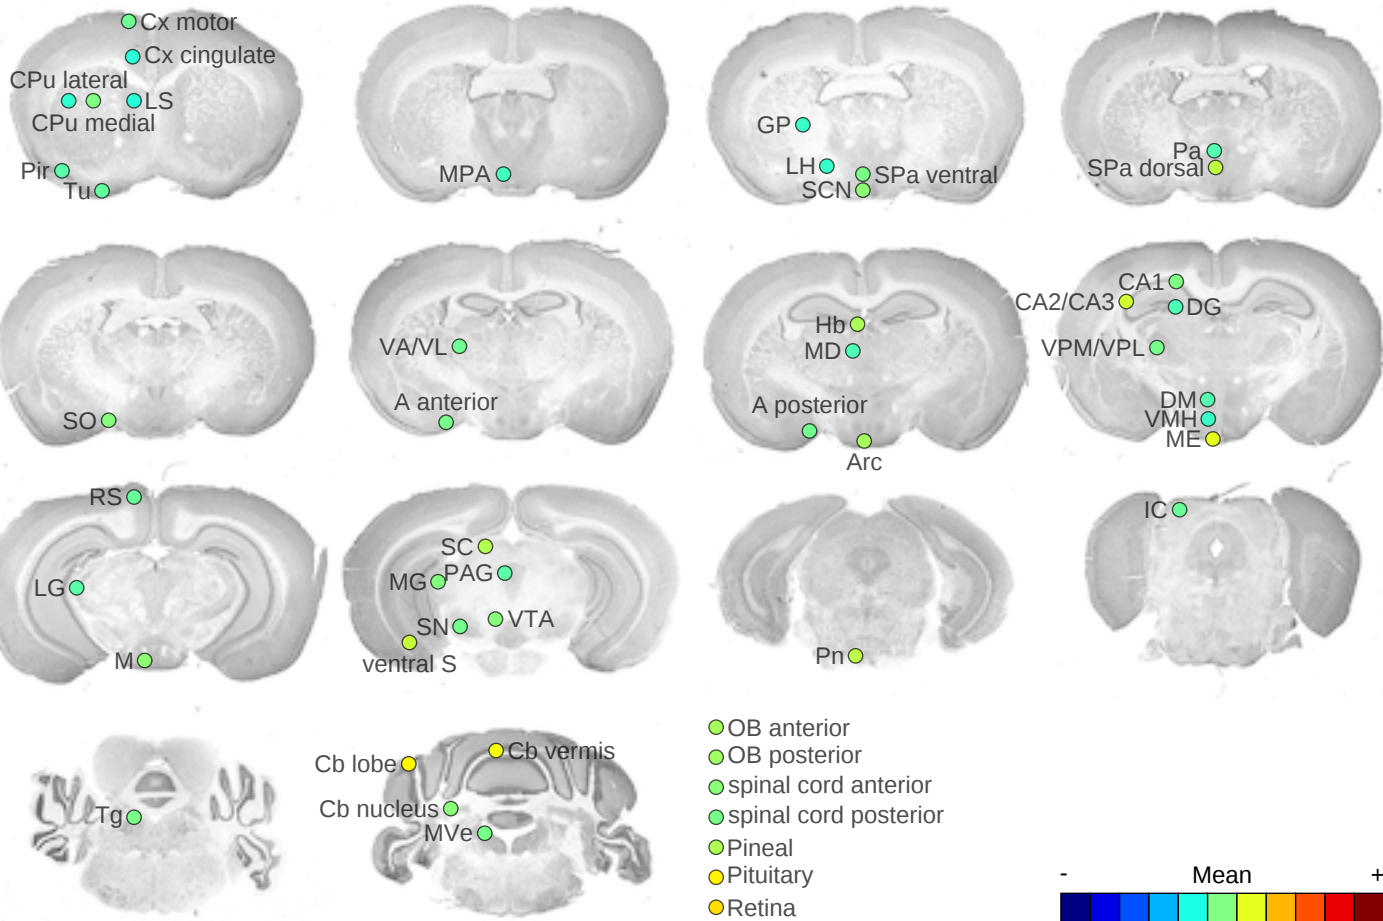 Cx motor
Cx cingulate
CPu lateral
LS
CPu medial
Pir
Tu
MPA
GP
LH
SPa ventral
SCN
Pa
SPa dorsal
SO
VA/VL
A anterior
Hb
MD
A posterior
Arc
CA1
CA2/CA3
DG
VPM/VPL
DM
VMH
ME
RS
LG
M
SC
MG
PAG
SN
VTA
ventral S
Pn
IC
Tg
Cb lobe
Cb vermis
Cb nucleus
MVe
OB anterior
OB posterior
spinal cord anterior
spinal cord posterior
Pineal
Pituitary
Retina
- Mean +